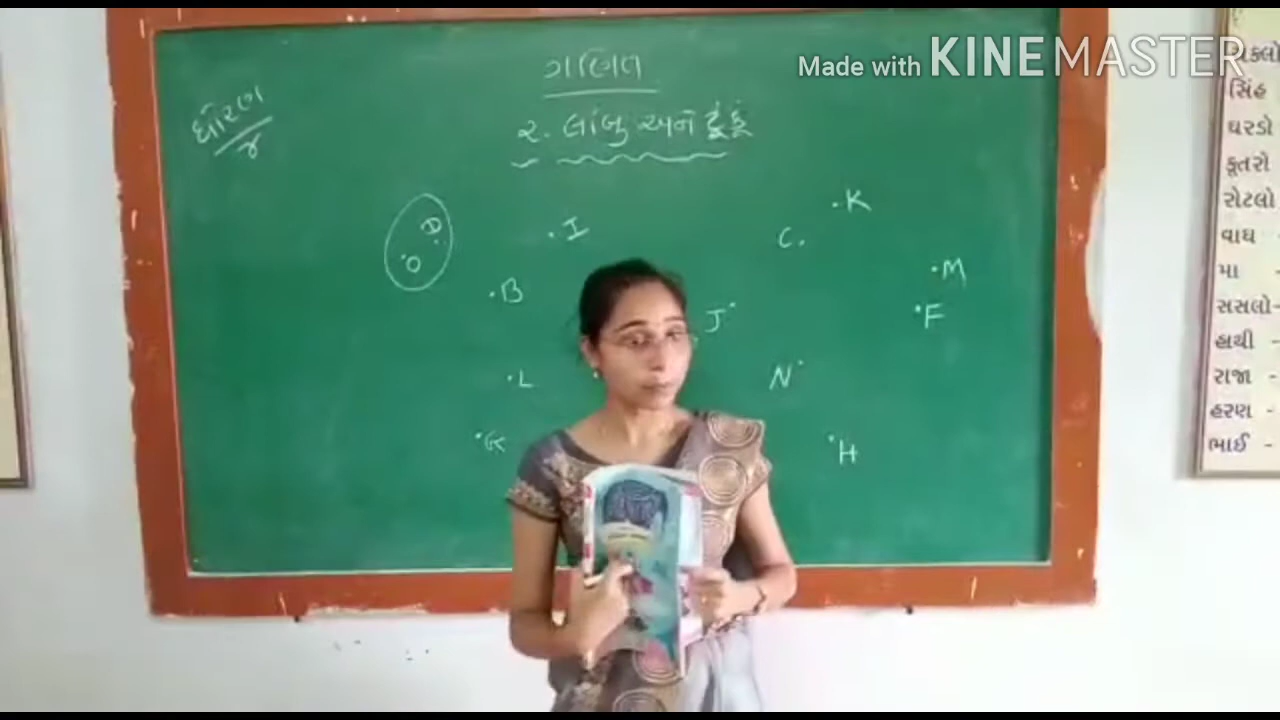 Made with KINEMASTER
ગણિત
ધોરણ
૪
૨. લાંબુ અને ટૂંકું
.K
.I
C.
D
.O
.M
.B
J
.F
.L
N
.G
H
સિંહ
ઘરડો
કૂતરો
રોટલો
વાઘ -
મા -
સસલો-
હાથી -
રાજા -
હરણ -
ભાઈ -